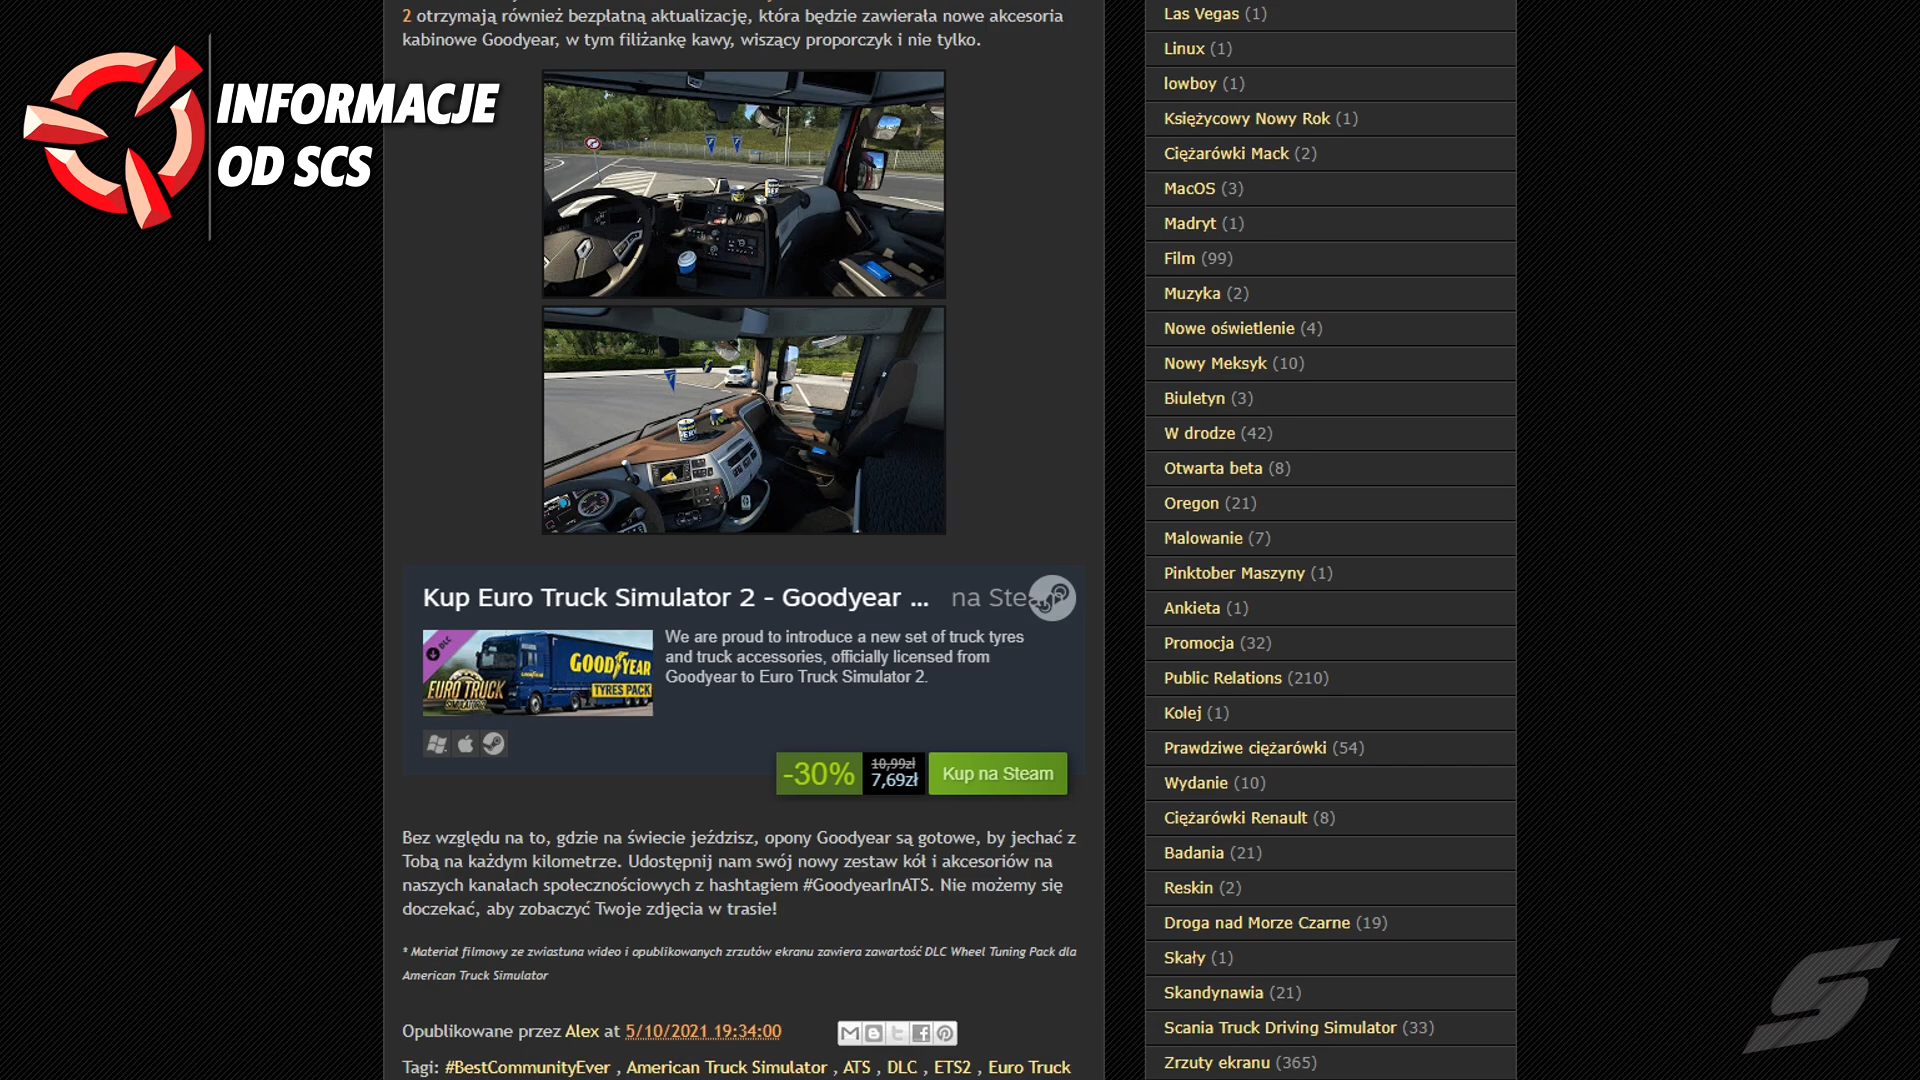 2 otrzymają również bezpłatną aktualizację, która będzie zawierała nowe akcesoria
kabinowe Goodyear, w tym filiżankę kawy, wiszący proporczyk i nie tylko.
INFORMACJE
OD SCS
Kup Euro Truck Simulator 2 - Goodyear ... na Steam
We are proud to introduce a new set of truck tyres
and truck accessories, officially licensed from
Goodyear to Euro Truck Simulator 2.
DLC
GOODYEAR
TYRES PACK
EURO TRUCK
SIMULATOR 2
-30%
10,99zł
7,69zł
Kup na Steam
Bez względu na to, gdzie na świecie jeździsz, opony Goodyear są gotowe, by jechać z
Tobą na każdym kilometrze. Udostępnij nam swój nowy zestaw kół i akcesoriów na
naszych kanałach społecznościowych z hashtagiem #GoodyearInATS. Nie możemy się
doczekać, aby zobaczyć Twoje zdjęcia w trasie!
* Materiał filmowy ze zwiastuna wideo i opublikowanych zrzutów ekranu zawiera zawartość DLC Wheel Tuning Pack dla
American Truck Simulator
Opublikowane przez Alex at 5/10/2021 19:34:00
Tagi: #BestCommunityEver , American Truck Simulator , ATS , DLC , ETS2 , Euro Truck
Las Vegas (1)
Linux (1)
lowboy (1)
Księżycowy Nowy Rok (1)
Ciężarówki Mack (2)
MacOS (3)
Madryt (1)
Film (99)
Muzyka (2)
Nowe oświetlenie (4)
Nowy Meksyk (10)
Biuletyn (3)
W drodze (42)
Otwarta beta (8)
Oregon (21)
Malowanie (7)
Pinktober Maszyny (1)
Ankieta (1)
Promocja (32)
Public Relations (210)
Kolej (1)
Prawdziwe ciężarówki (54)
Wydanie (10)
Ciężarówki Renault (8)
Badania (21)
Reskin (2)
Droga nad Morze Czarne (19)
Skały (1)
Skandynawia (21)
Scania Truck Driving Simulator (33)
Zrzuty ekranu (365)